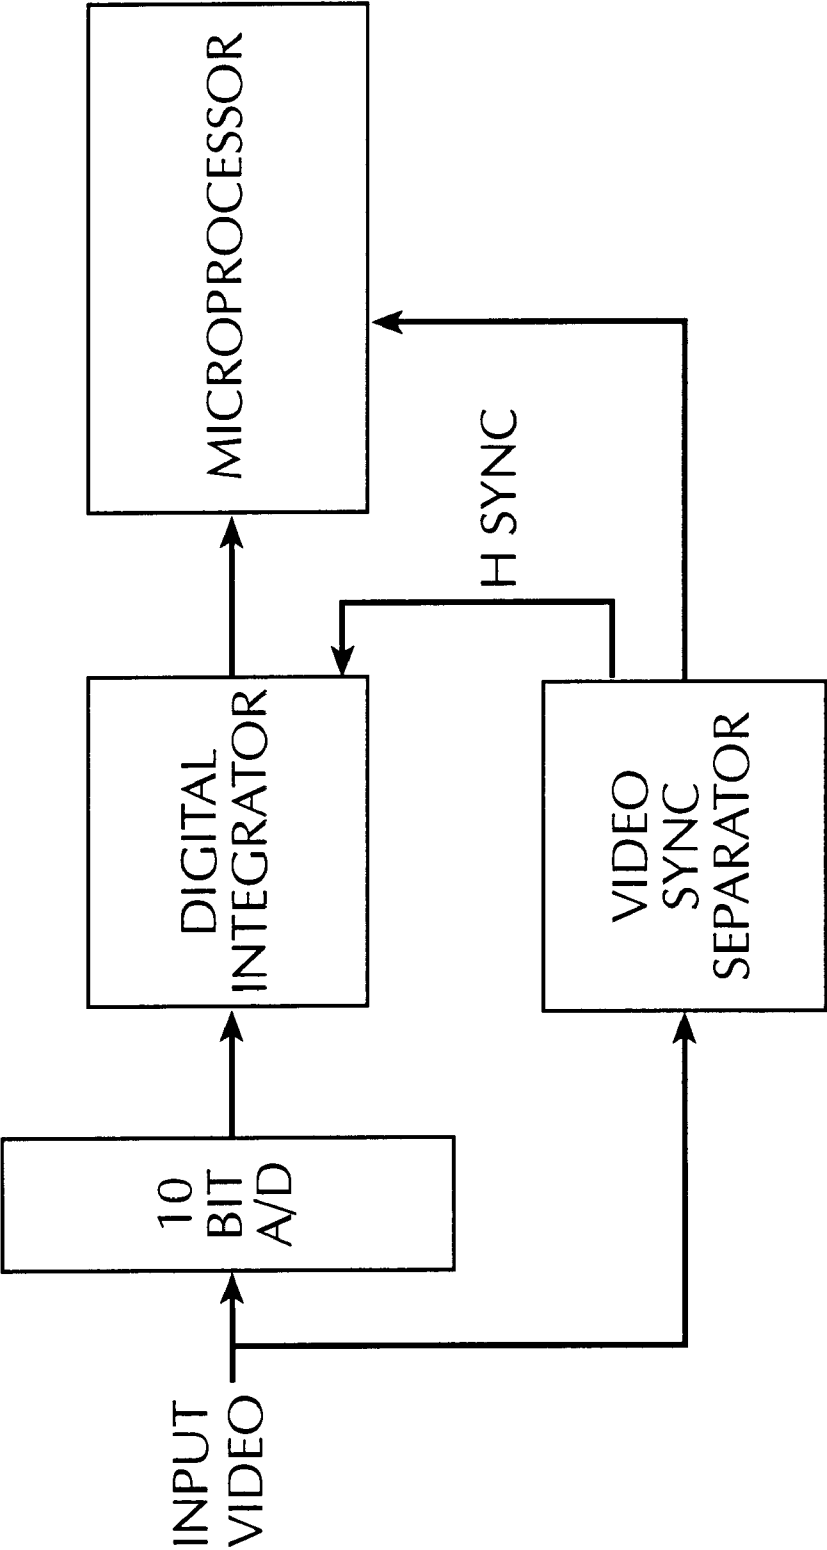 INPUT
VIDEO
10
BIT
A/D
DIGITAL
INTEGRATOR
MICROPROCESSOR
H SYNC
VIDEO
SYNC
SEPARATOR